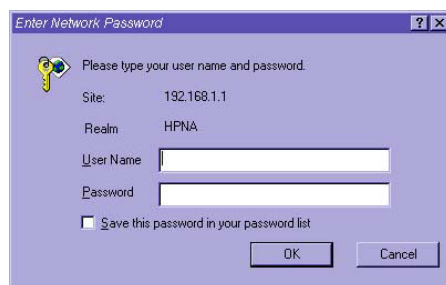 Enter Network Password
? X
Please type your user name and password.
Site: 192.168.1.1
Realm HPNA
User Name
Password
Save this password in your password list
OK Cancel